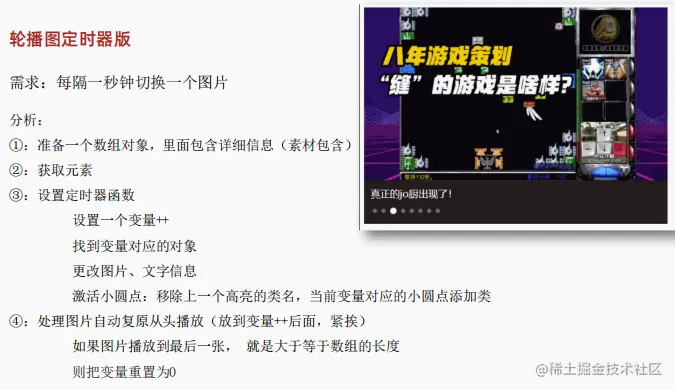 轮播图定时器版
需求：每隔一秒钟切换一个图片
分析：
①：准备一个数组对象，里面包含详细信息（素材包含）
②：获取元素
③：设置定时器函数
设置一个变量++
找到变量对应的对象
更改图片、文字信息
激活小圆点：移除上一个高亮的类名，当前变量对应的小圆点添加类
④：处理图片自动复原从头播放（放到变量++后面，紧挨）
如果图片播放到最后一张， 就是大于等于数组的长度
则把变量重置为0
八年游戏策划
“缝”的游戏是啥样？
真正的jo厨出现了！
@稀土掘金技术社区